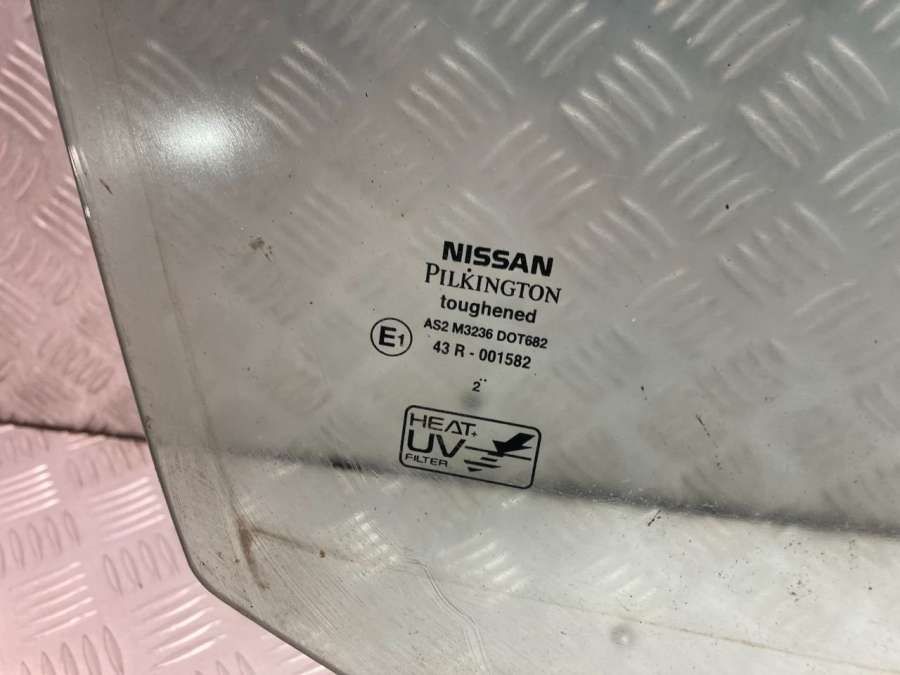 NISSAN
PILKINGTON
toughened
AS2 M3236 DOT682
E1
43 R - 001582
2
HEAT+
UV
FILTER